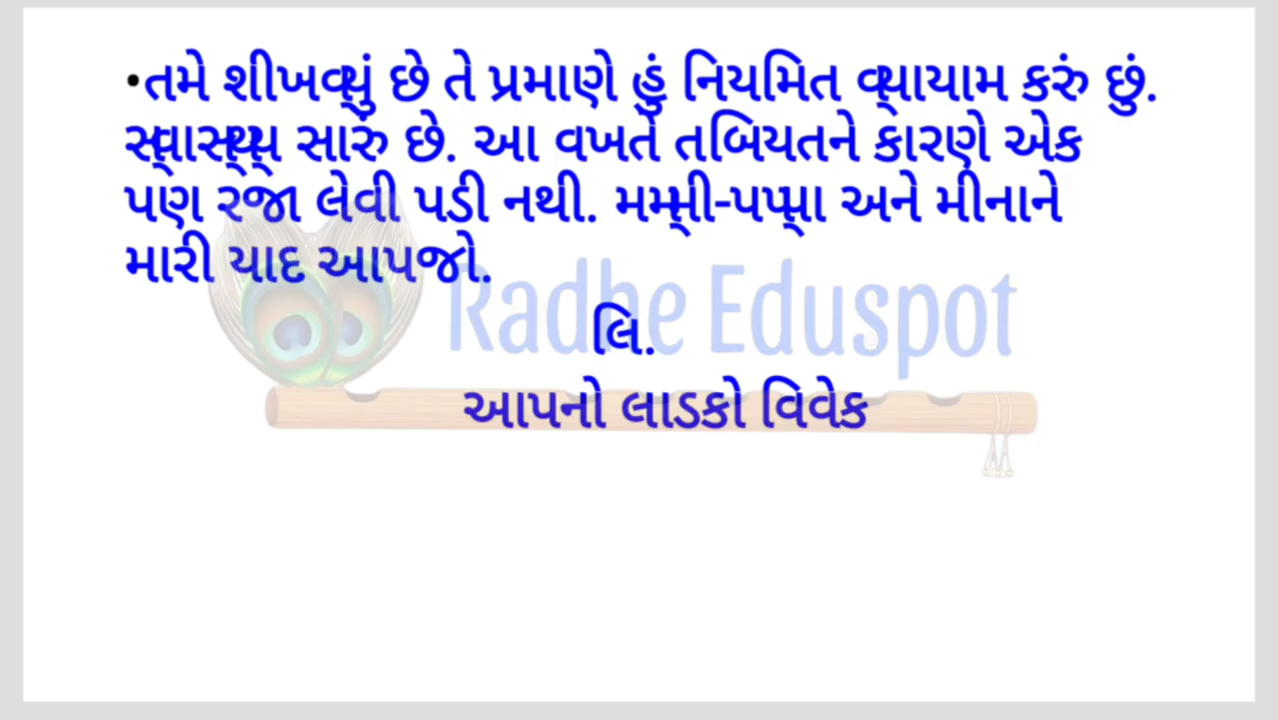 •તમે શીખવ્યું છે તે પ્રમાણે હું નિયમિત વ્યાયામ કરું છું.
સ્વાસ્થ્ય સારું છે. આ વખતે તબિયતને કારણે એક
પણ રજા લેવી પડી નથી. મમ્મી-પપ્પા અને મીનાને
મારી યાદ આપજો.
Radhe Eduspot
લિ.
આપનો લાડકો વિવેક